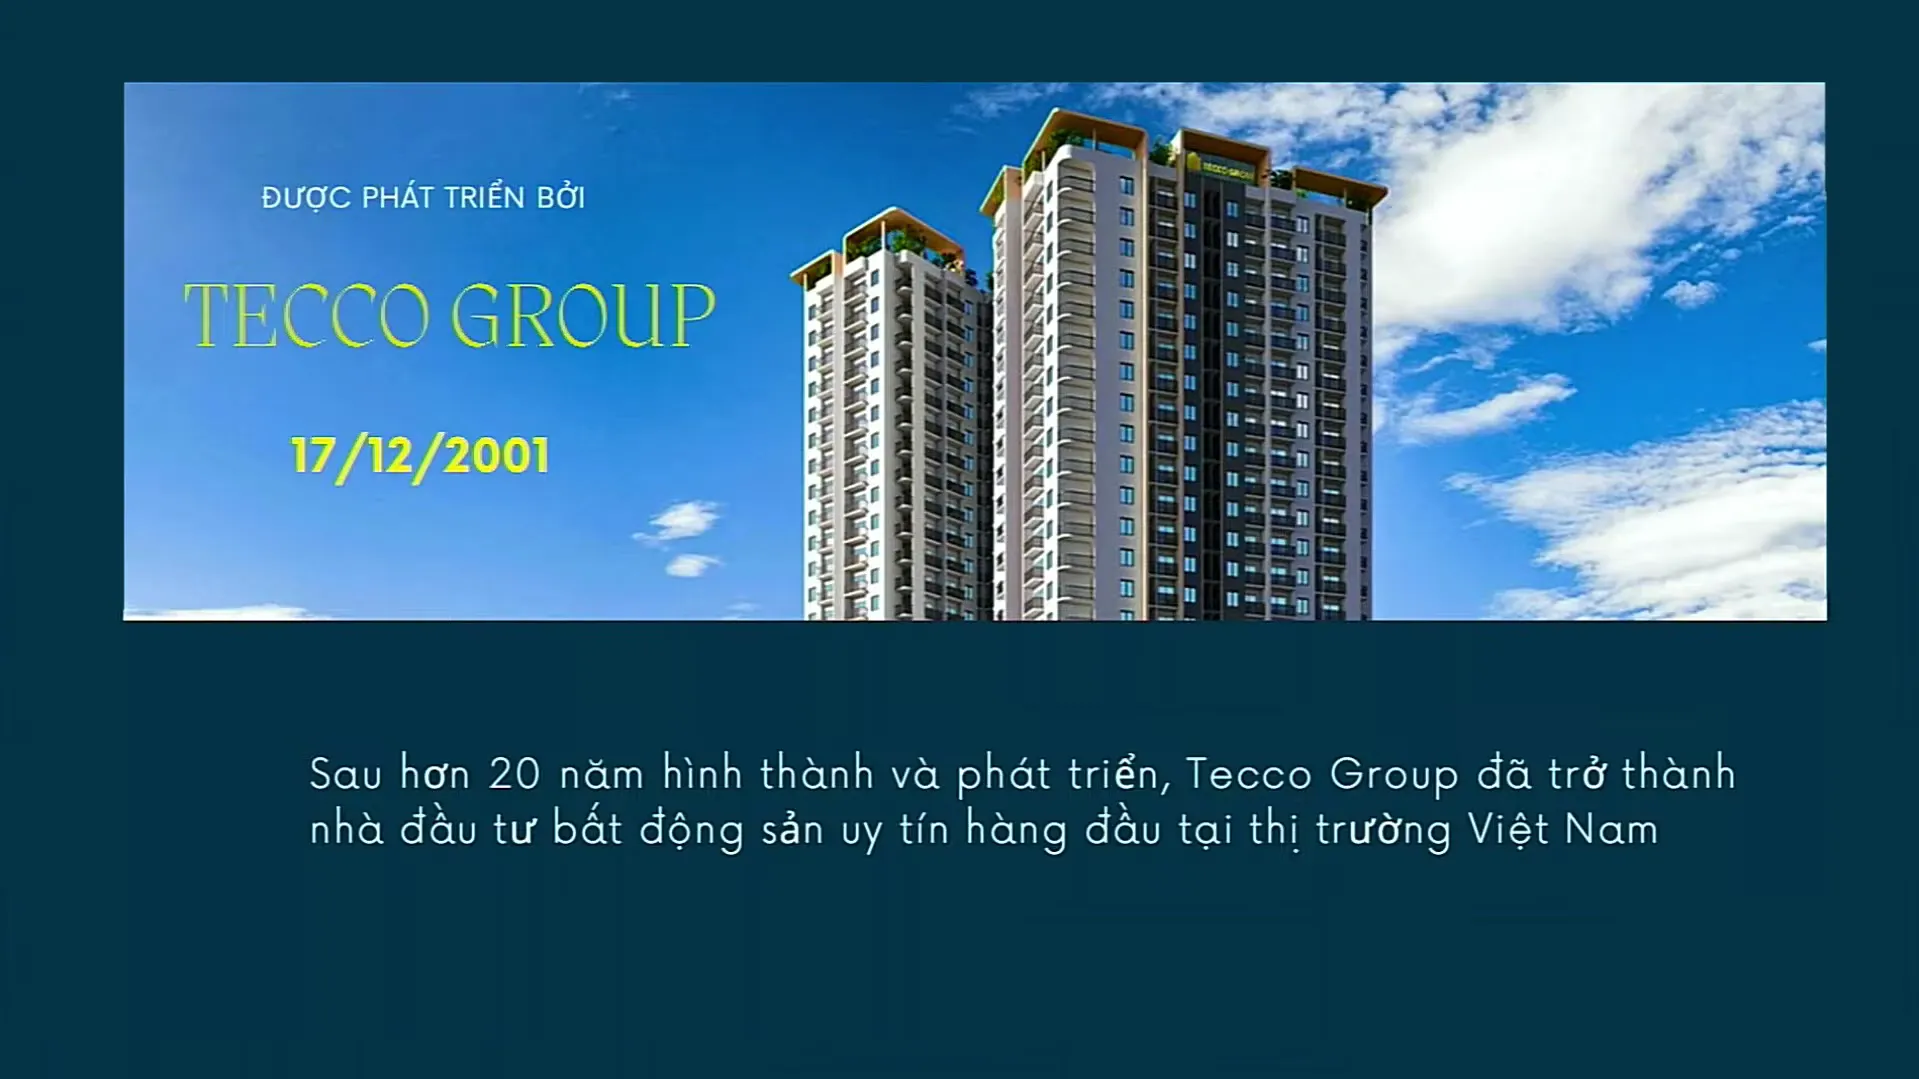 ĐƯỢC PHÁT TRIỂN BỞI
TECCO GROUP
TECCO GROUP
17/12/2001
Sau hơn 20 năm hình thành và phát triển, Tecco Group đã trở thành
nhà đầu tư bất động sản uy tín hàng đầu tại thị trường Việt Nam